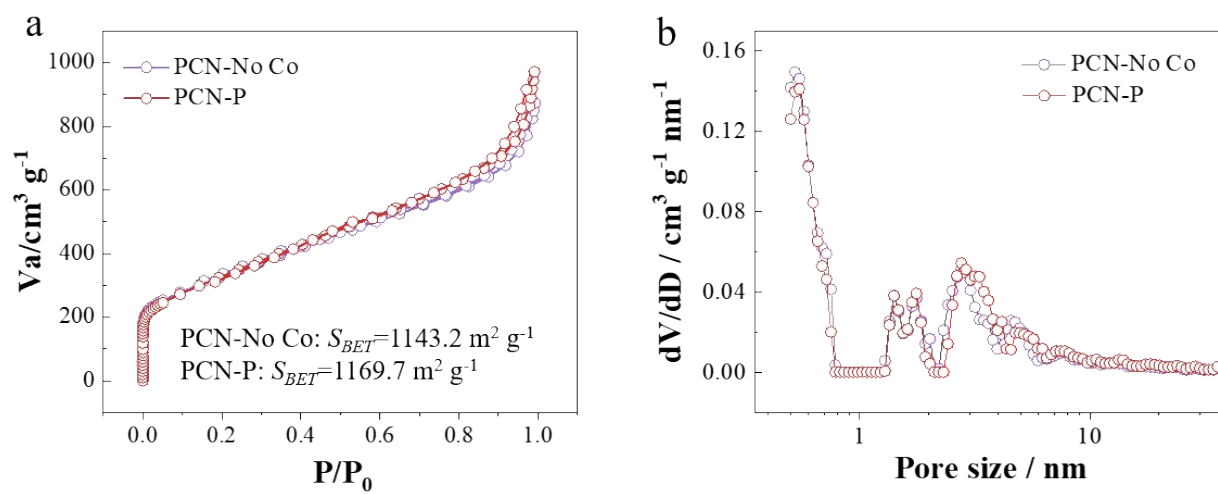 a
1000
800
600
400
200
0
Va/cm³ g⁻¹
PCN-No Co
PCN-P
PCN-No Co: S_BET=1143.2 m² g⁻¹
PCN-P: S_BET=1169.7 m² g⁻¹
0.0 0.2 0.4 0.6 0.8 1.0
P/P₀
b
0.16
0.12
0.08
0.04
0.00
dV/dD / cm³ g⁻¹ nm⁻¹
PCN-No Co
PCN-P
1 10
Pore size / nm